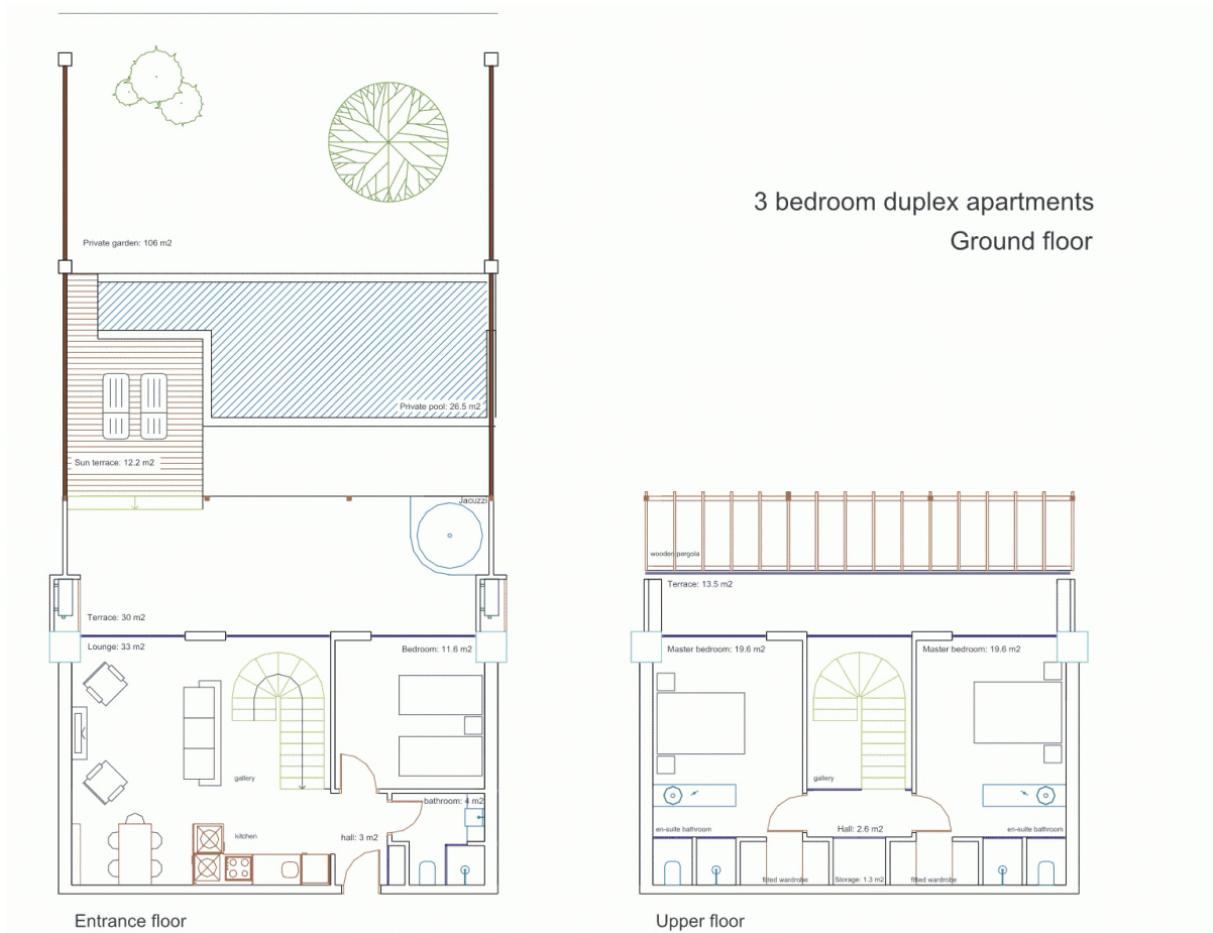 3 bedroom duplex apartments
Ground floor
Private garden: 106 m2
Private pool: 26.5 m2
Sun terrace: 12.2 m2
Jacuzzi
Terrace: 30 m2
Lounge: 33 m2
Bedroom: 11.6 m2
gallery
bathroom: 4 m2
kitchen
hall: 3 m2
Entrance floor
wooden pergola
Terrace: 13.5 m2
Master bedroom: 19.6 m2
Master bedroom: 19.6 m2
gallery
en-suite bathroom
Hall: 2.6 m2
en-suite bathroom
fitted wardrobe
Storage: 1.3 m2
fitted wardrobe
Upper floor